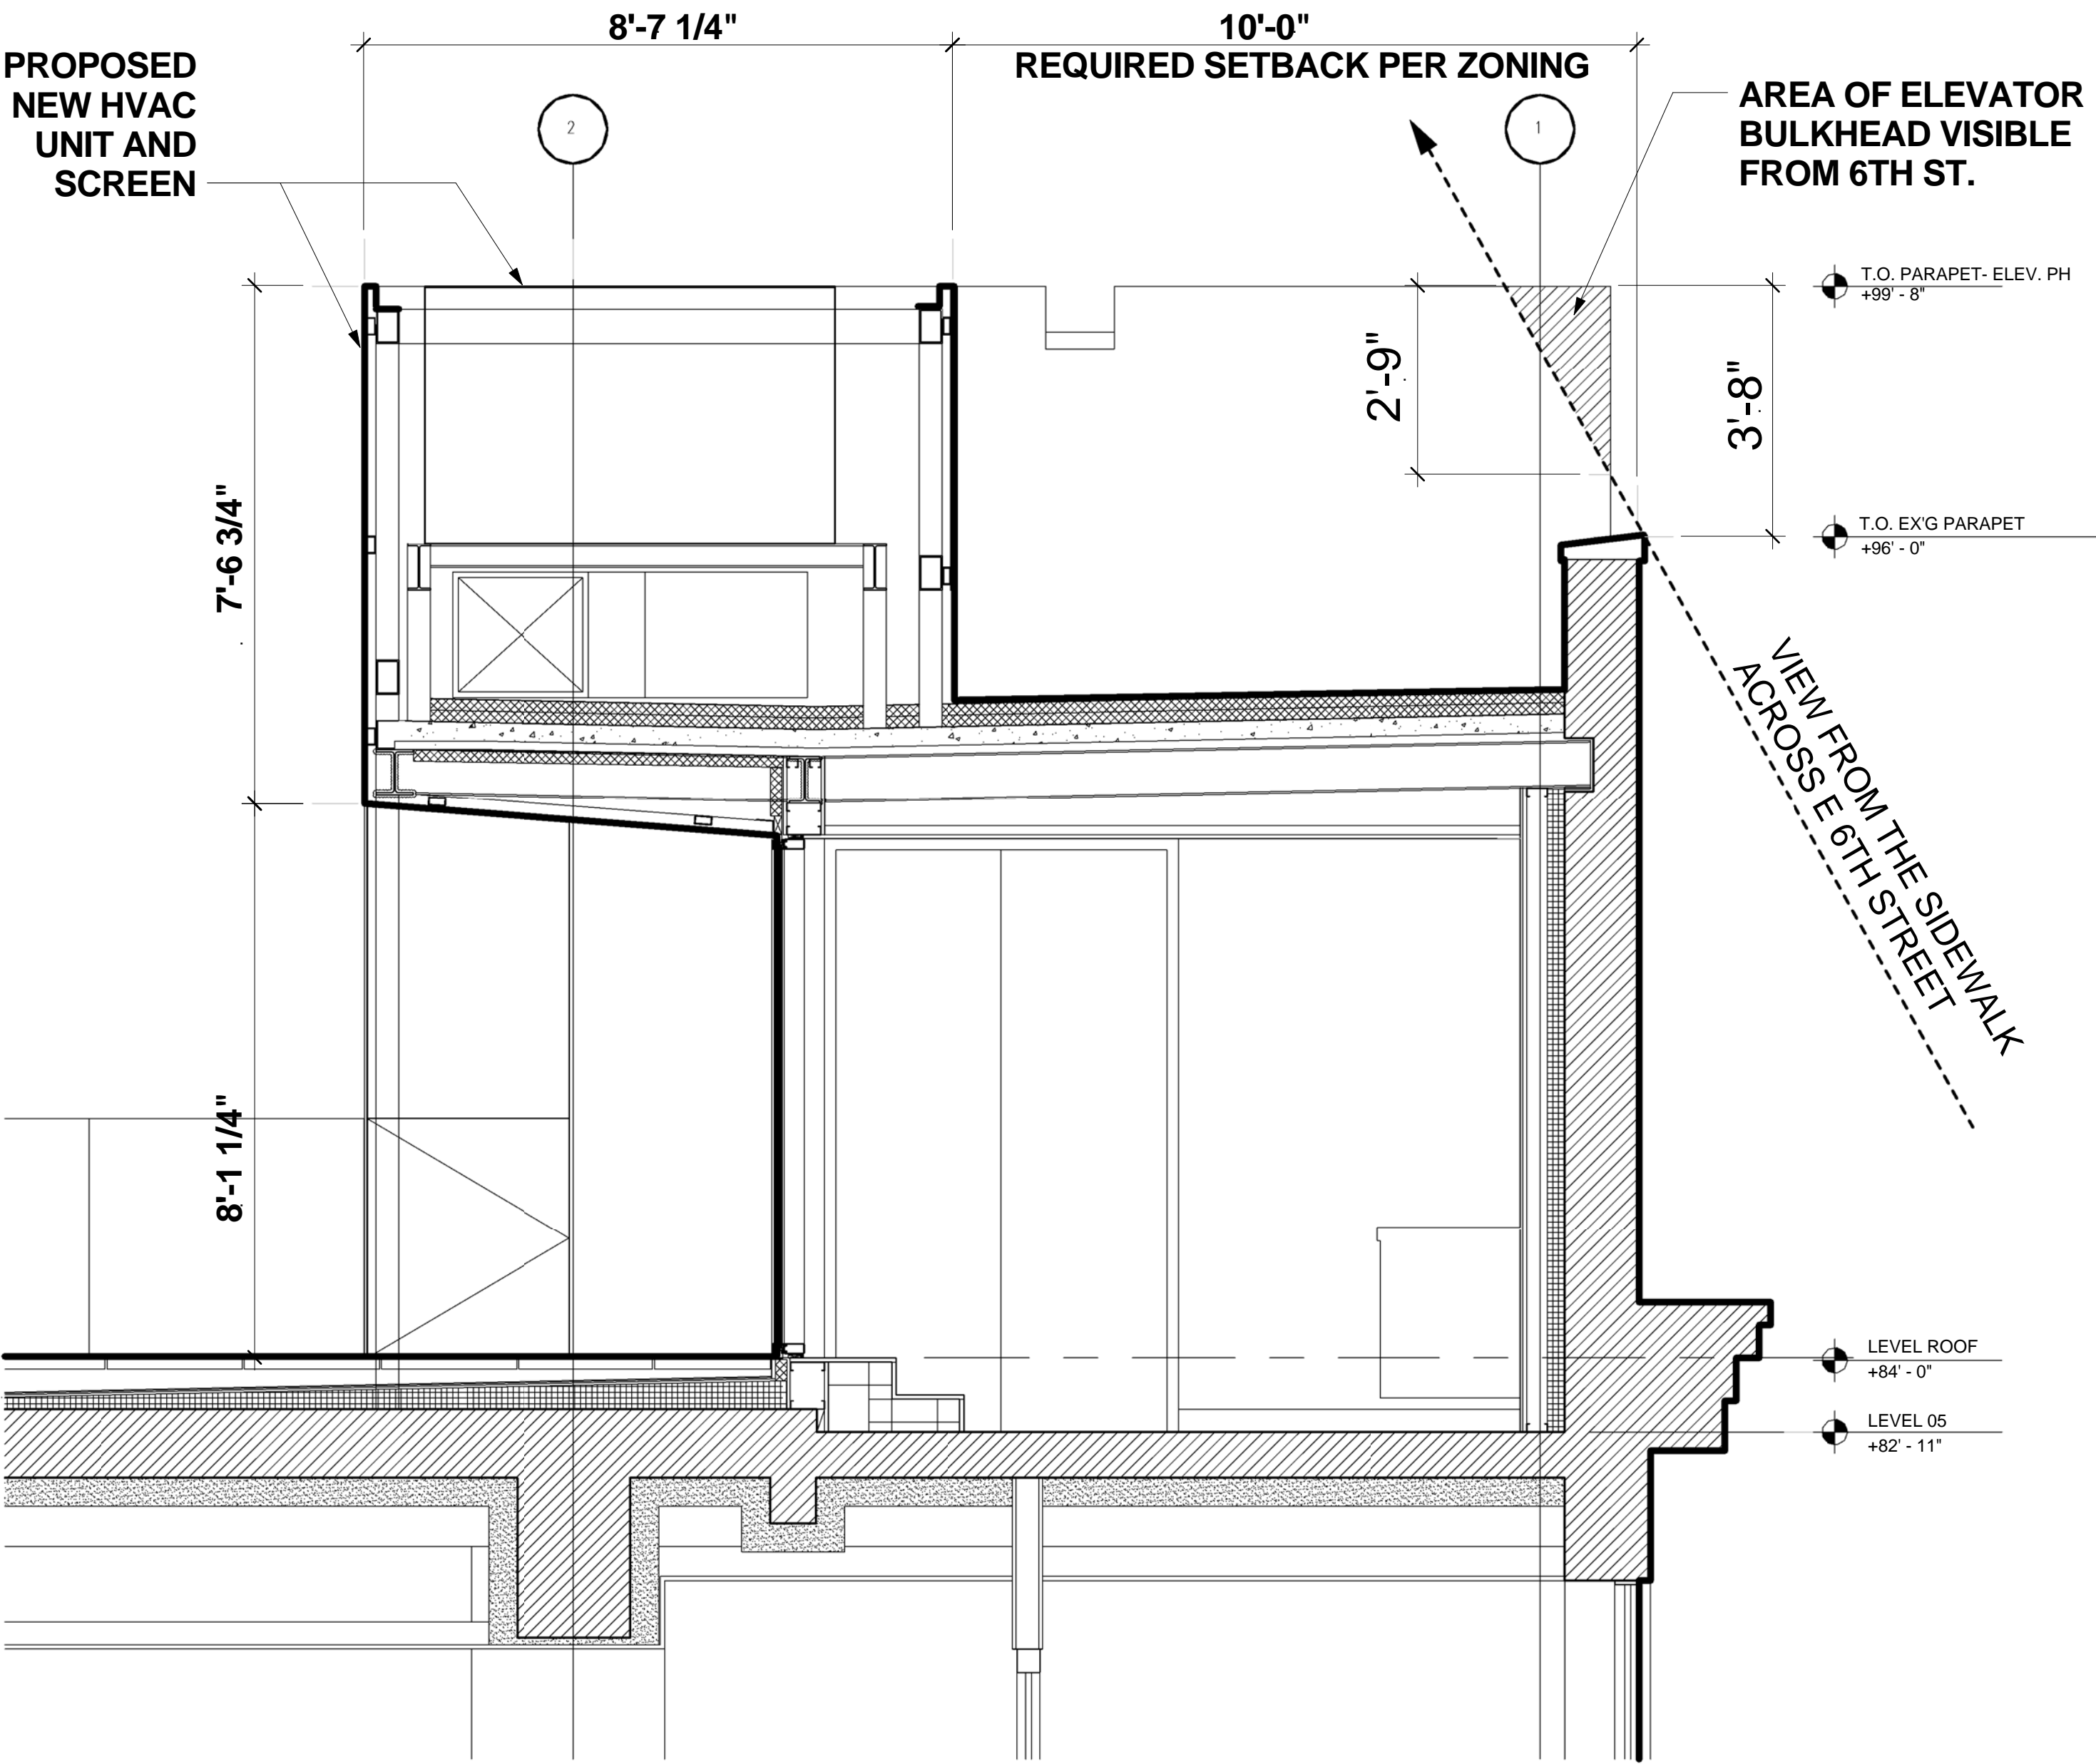 8'-7 1/4"
10'-0"
REQUIRED SETBACK PER ZONING
PROPOSED
NEW HVAC
UNIT AND
SCREEN
2
1
AREA OF ELEVATOR
BULKHEAD VISIBLE
FROM 6TH ST.
T.O. PARAPET- ELEV. PH
+99' - 8"
2'-9"
3'-8"
T.O. EX'G PARAPET
+96' - 0"
7'-6 3/4"
VIEW FROM THE SIDEWALK
ACROSS E 6TH STREET
8'-1 1/4"
LEVEL ROOF
+84' - 0"
LEVEL 05
+82' - 11"